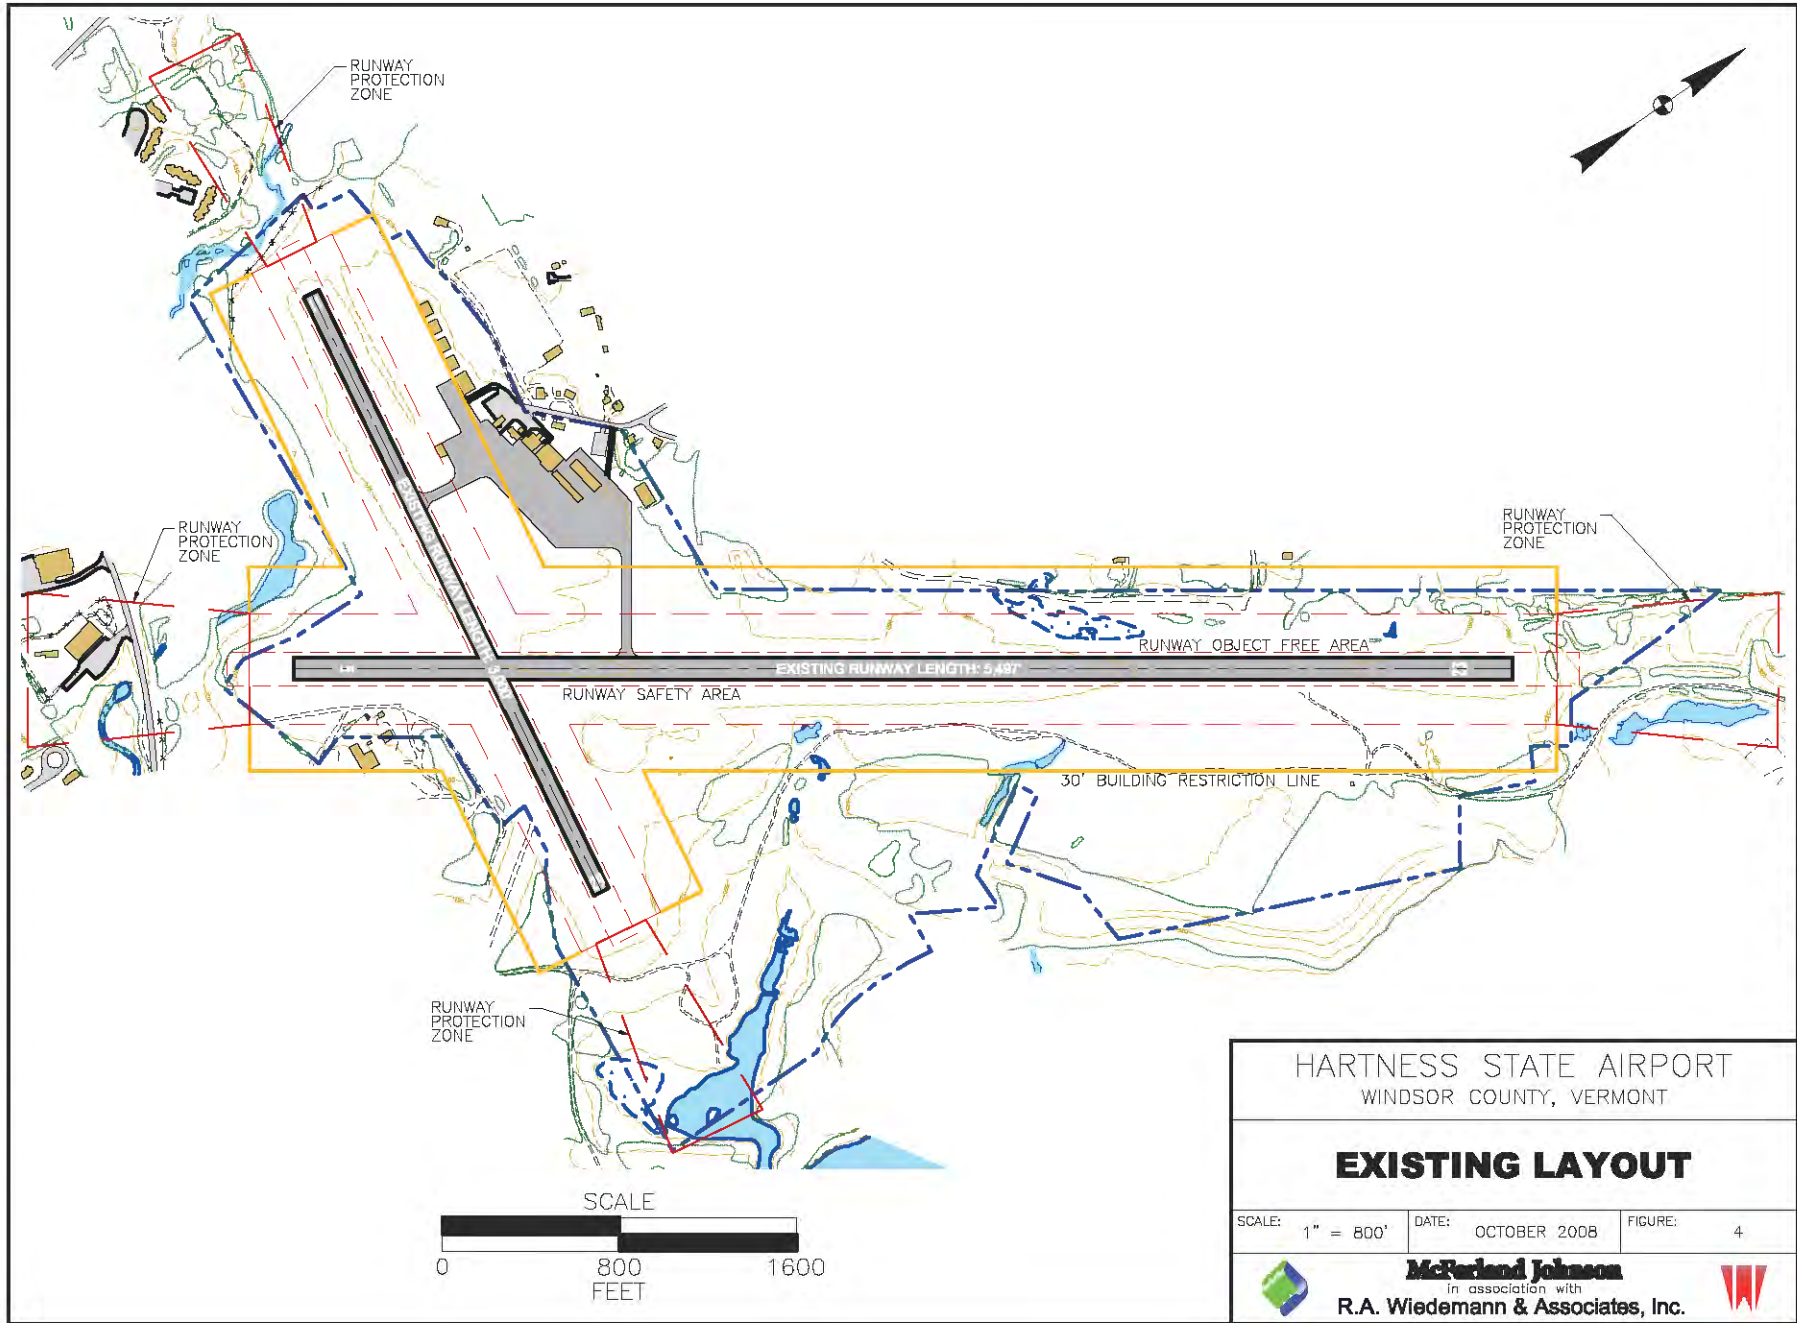 RUNWAY
PROTECTION
ZONE
RUNWAY
PROTECTION
ZONE
RUNWAY
PROTECTION
ZONE
EXISTING RUNWAY LENGTH:
RUNWAY OBJECT FREE AREA
EXISTING RUNWAY LENGTH: 5,497'
23
RUNWAY SAFETY AREA
30' BUILDING RESTRICTION LINE
RUNWAY
PROTECTION
ZONE
SCALE
0 800 1600
FEET
HARTNESS STATE AIRPORT
WINDSOR COUNTY, VERMONT
EXISTING LAYOUT
SCALE: 1" = 800' DATE: OCTOBER 2008 FIGURE: 4
McFarland Johnson
in association with
R.A. Wiedemann & Associates, Inc.